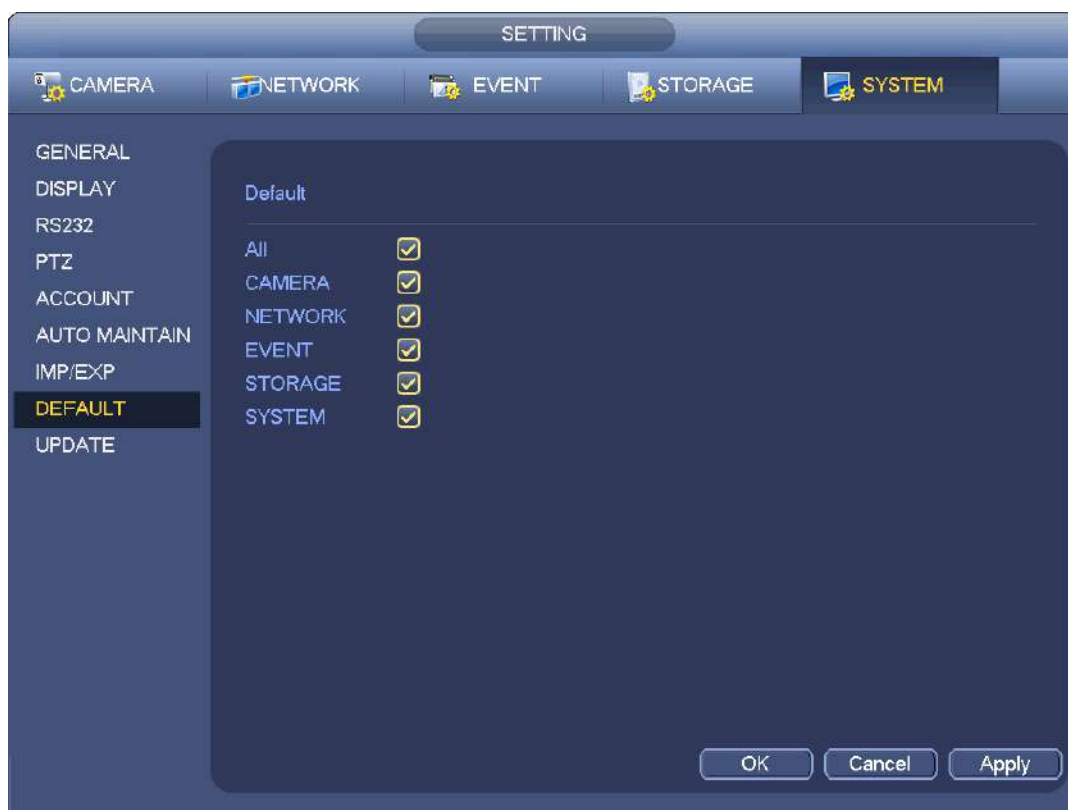 SETTING
CAMERA NETWORK EVENT STORAGE SYSTEM
GENERAL
DISPLAY
RS232
PTZ
ACCOUNT
AUTO MAINTAIN
IMP/EXP
DEFAULT
UPDATE
Default
All
CAMERA
NETWORK
EVENT
STORAGE
SYSTEM
OK Cancel Apply